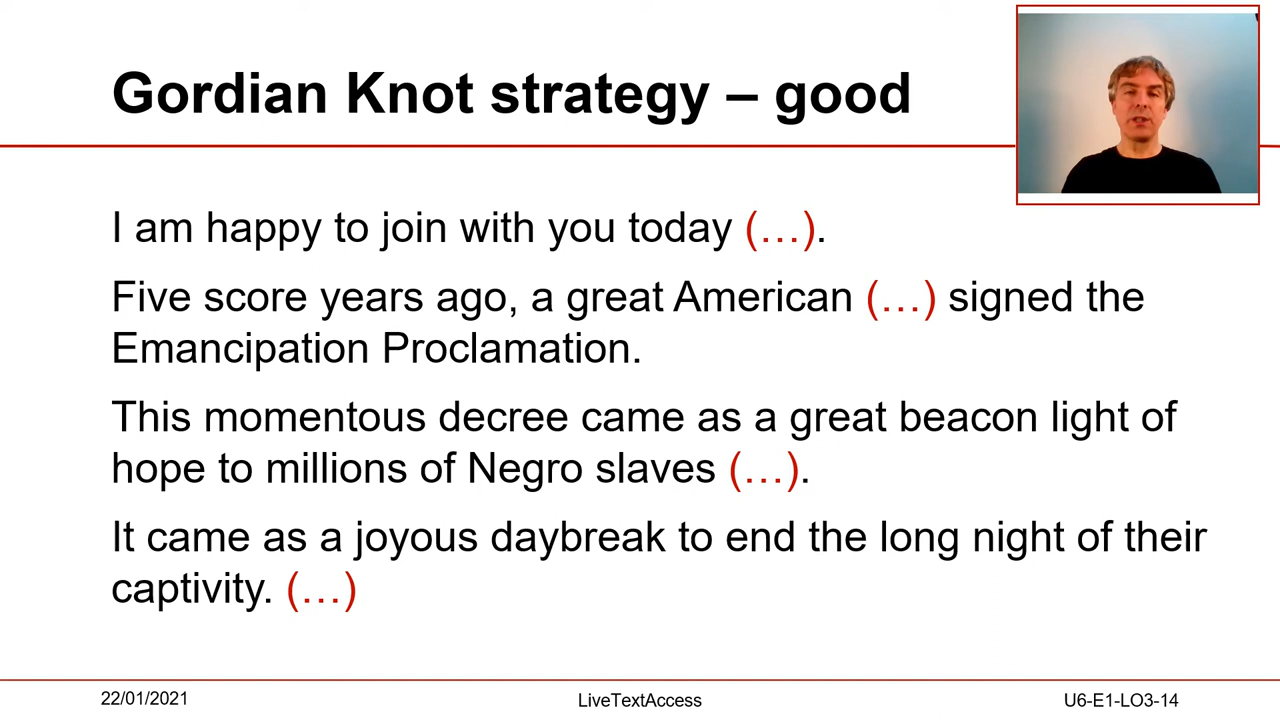 Gordian Knot strategy – good
I am happy to join with you today (…).
Five score years ago, a great American (…) signed the
Emancipation Proclamation.
This momentous decree came as a great beacon light of
hope to millions of Negro slaves (…).
It came as a joyous daybreak to end the long night of their
captivity. (…)
22/01/2021
LiveTextAccess
U6-E1-LO3-14